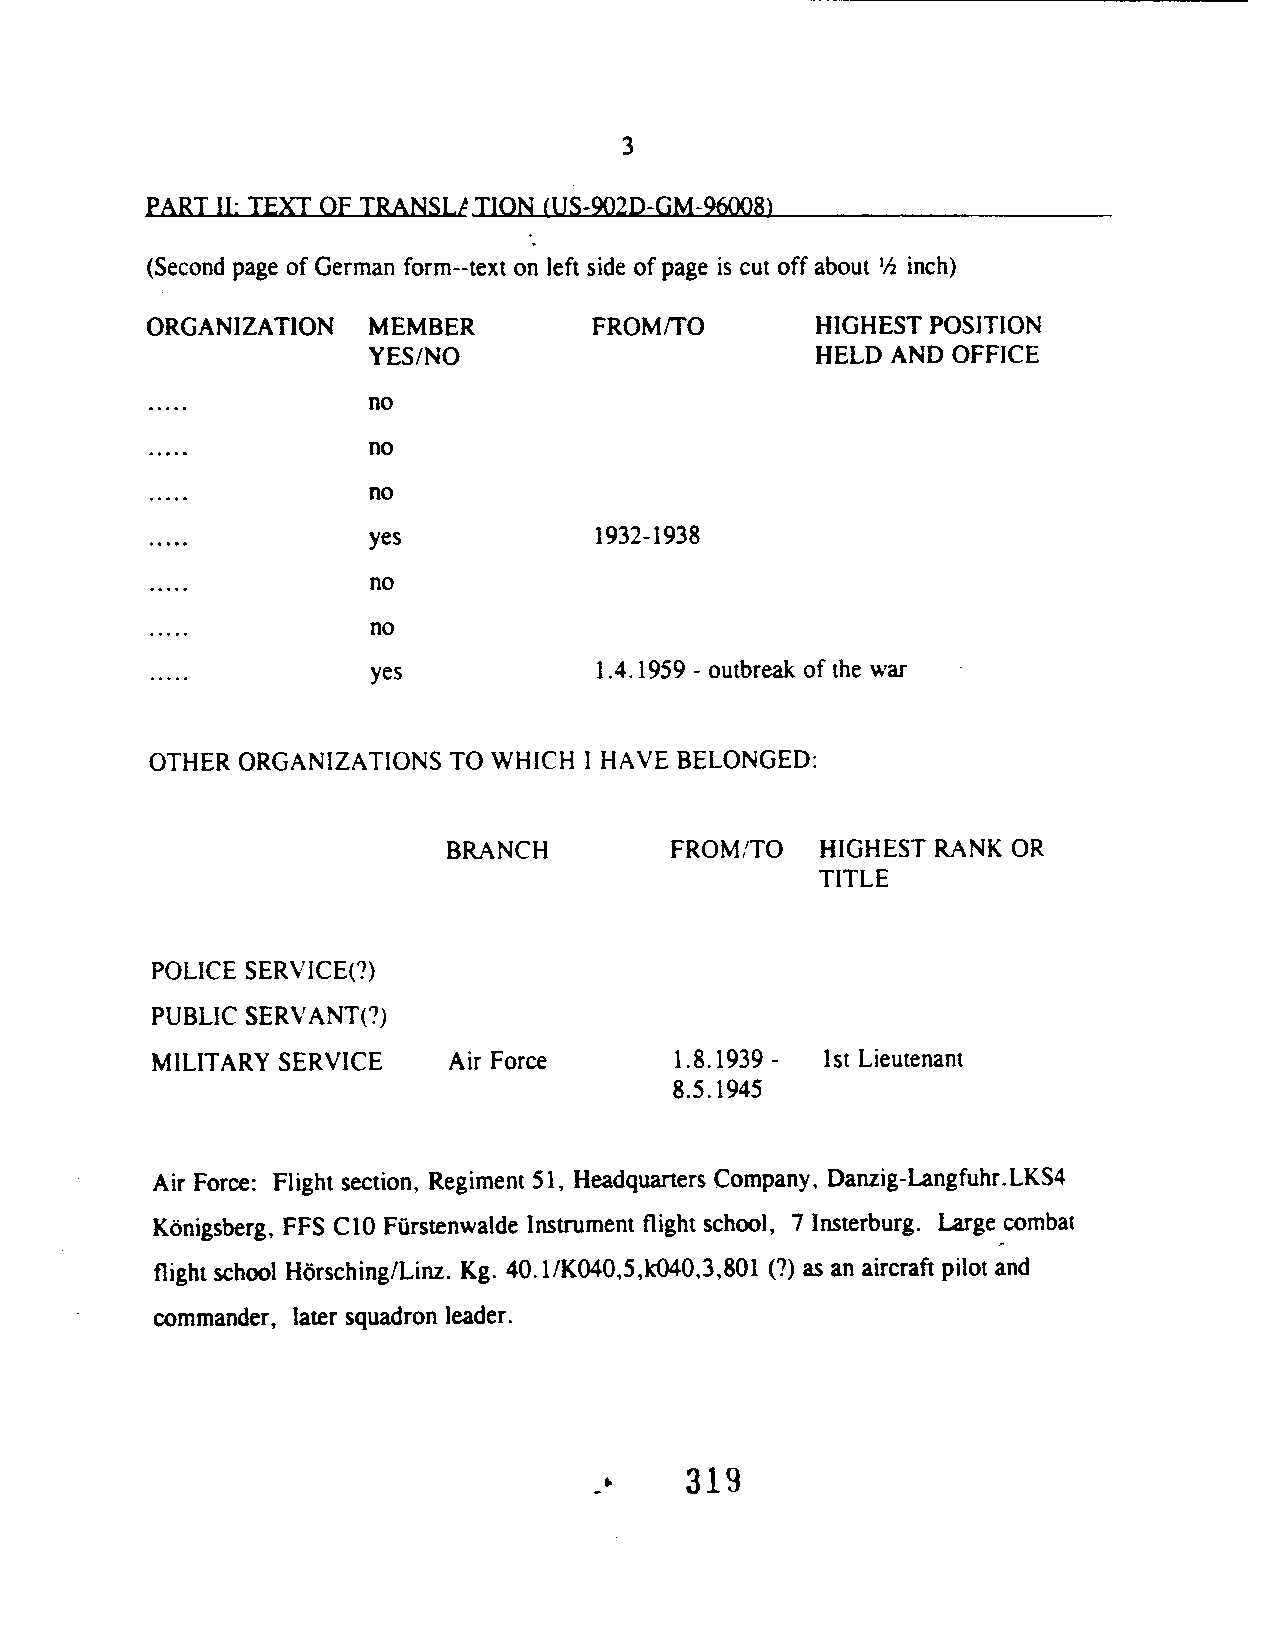 3
PART II: TEXT OF TRANSLATION (US-902D-GM-96008)
(Second page of German form--text on left side of page is cut off about ½ inch)
ORGANIZATION MEMBER FROM/TO HIGHEST POSITION
YES/NO HELD AND OFFICE
..... no
..... no
..... no
..... yes 1932-1938
..... no
..... no
..... yes 1.4.1959 - outbreak of the war
OTHER ORGANIZATIONS TO WHICH I HAVE BELONGED:
BRANCH FROM/TO HIGHEST RANK OR
TITLE
POLICE SERVICE(?)
PUBLIC SERVANT(?)
MILITARY SERVICE Air Force 1.8.1939 - 1st Lieutenant
8.5.1945
Air Force: Flight section, Regiment 51, Headquarters Company, Danzig-Langfuhr.LKS4
Königsberg, FFS C10 Fürstenwalde Instrument flight school, 7 Insterburg. Large combat
flight school Hörsching/Linz. Kg. 40.1/K040,5,k040,3,801 (?) as an aircraft pilot and
commander, later squadron leader.
319